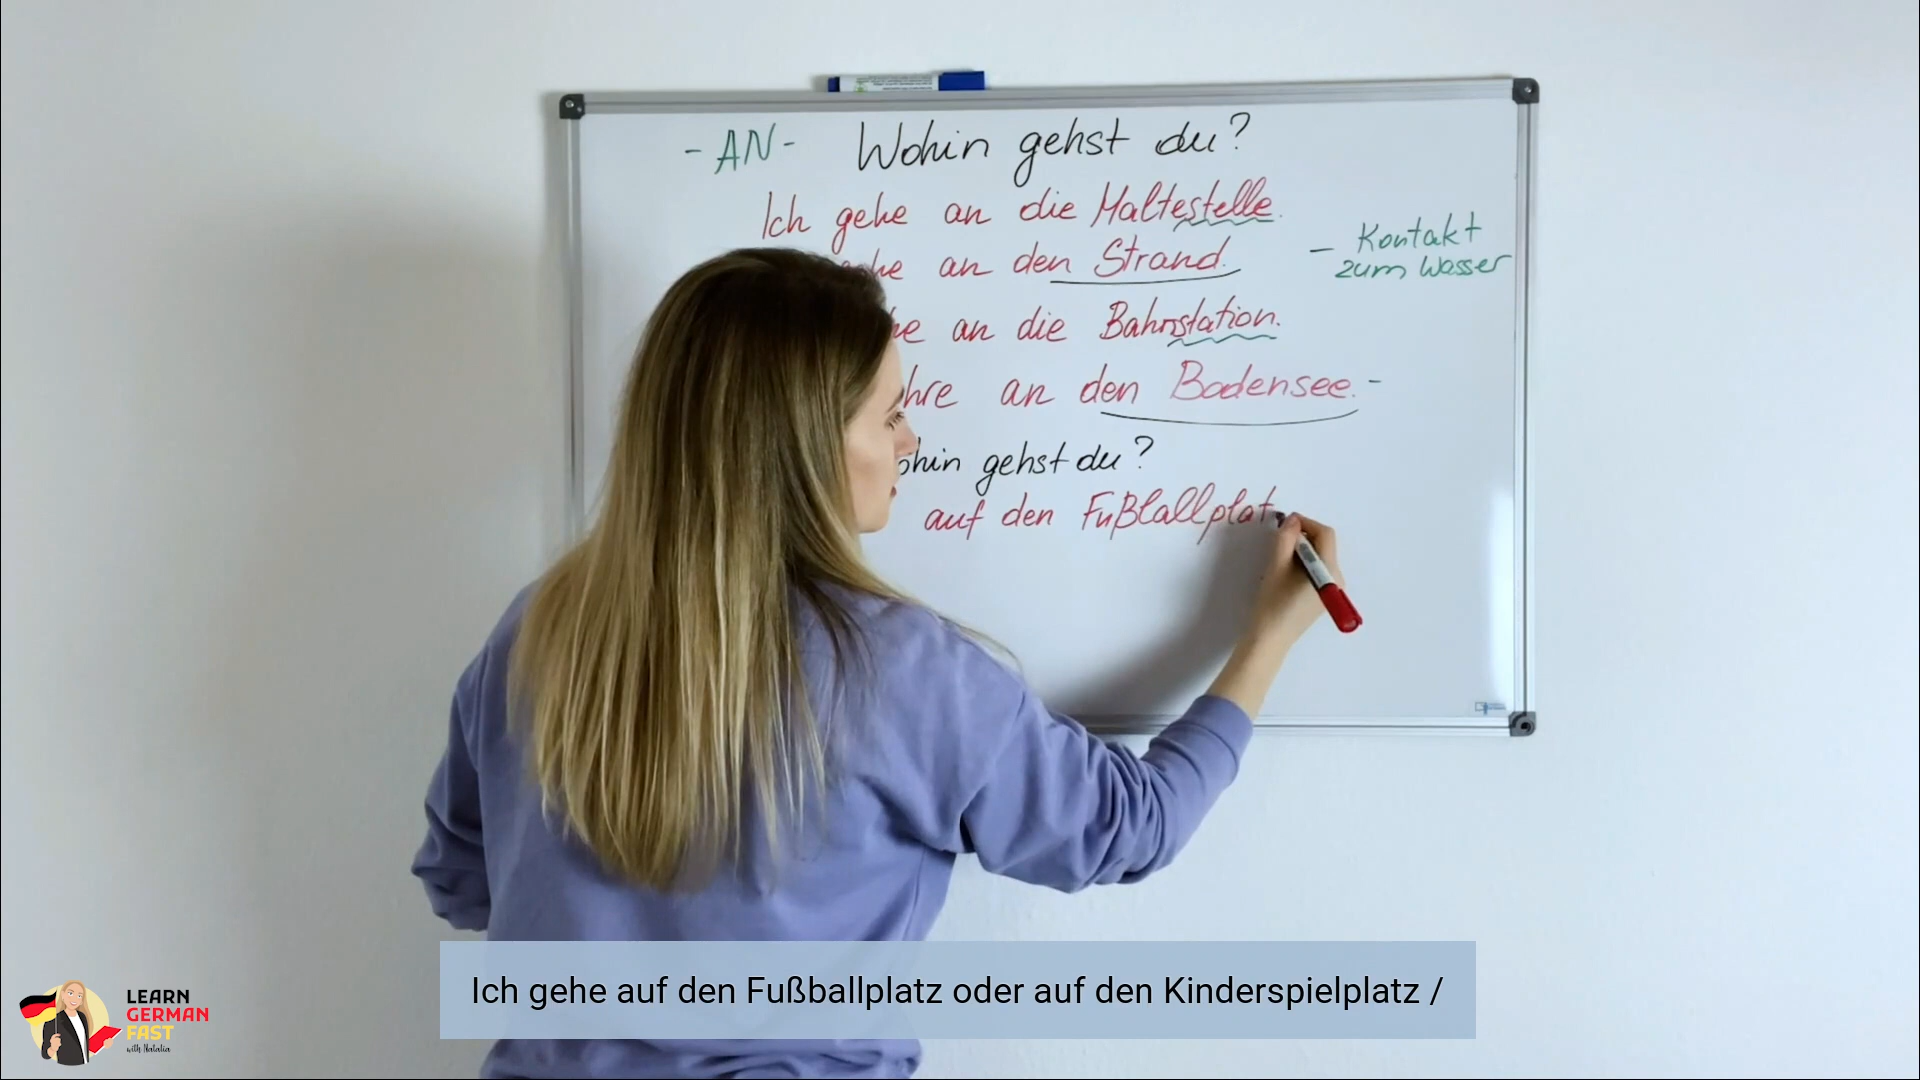 - AN - Wohin gehst du?
Ich gehe an die Haltestelle.
an den Strand.
- Kontakt
zum Wasser
an die Bahnstation.
an den Bodensee. -
gehst du?
auf den Fußballplat
Ich gehe auf den Fußballplatz oder auf den Kinderspielplatz /
LEARN
GERMAN
FAST
with Natalia